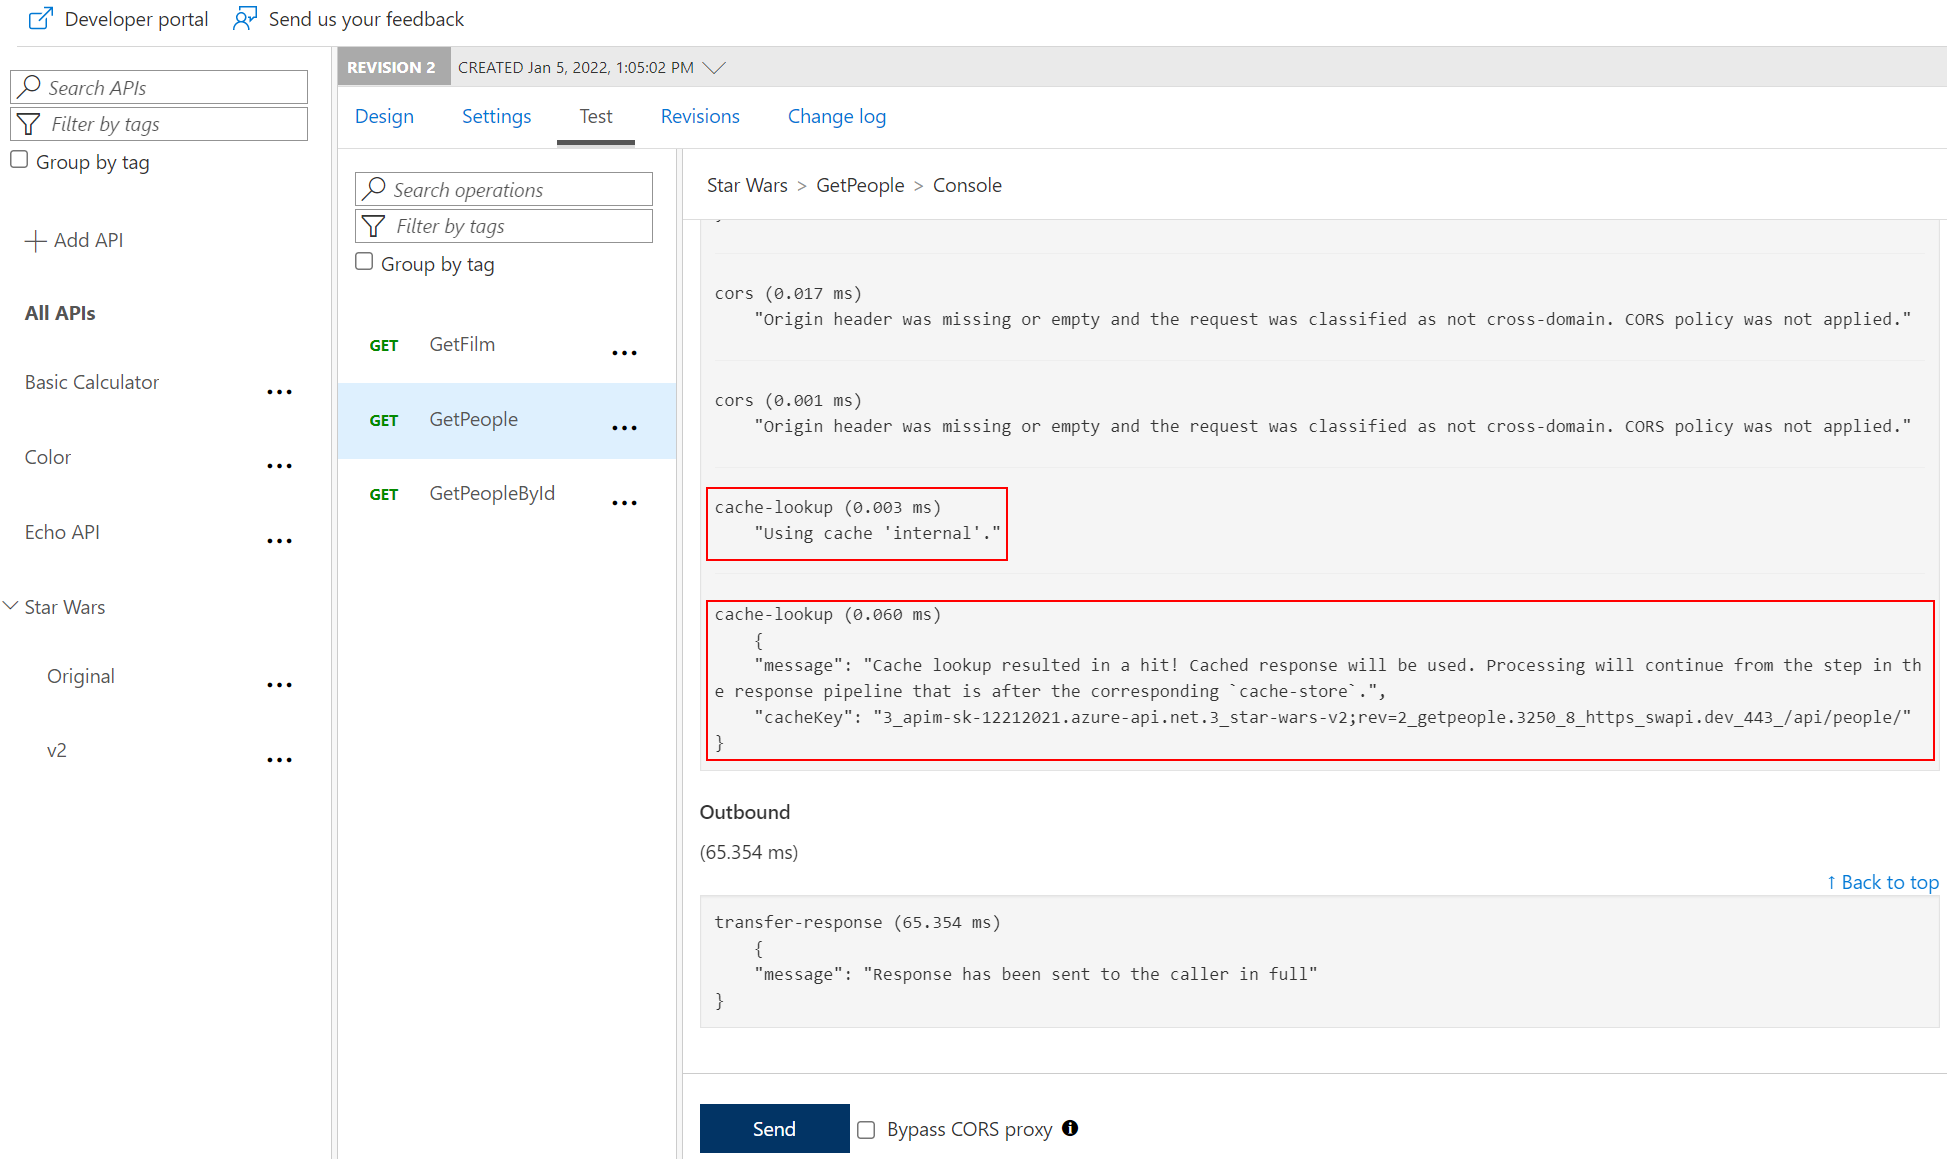 Developer portal
Send us your feedback
Search APIs
Filter by tags
Group by tag
Add API
All APIs
Basic Calculator
...
Color
...
Echo API
...
Star Wars
Original
...
v2
...
REVISION 2
CREATED Jan 5, 2022, 1:05:02 PM
Design
Settings
Test
Revisions
Change log
Search operations
Filter by tags
Group by tag
GET GetFilm
...
GET GetPeople
...
GET GetPeopleById
...
Star Wars > GetPeople > Console
cors (0.017 ms)
"Origin header was missing or empty and the request was classified as not cross-domain. CORS policy was not applied."
cors (0.001 ms)
"Origin header was missing or empty and the request was classified as not cross-domain. CORS policy was not applied."
cache-lookup (0.003 ms)
"Using cache 'internal'."
cache-lookup (0.060 ms)
{
"message": "Cache lookup resulted in a hit! Cached response will be used. Processing will continue from the step in th
e response pipeline that is after the corresponding `cache-store`.",
"cacheKey": "3_apim-sk-12212021.azure-api.net.3_star-wars-v2;rev=2_getpeople.3250_8_https_swapi.dev_443_/api/people/"
}
Outbound
(65.354 ms)
↑ Back to top
transfer-response (65.354 ms)
{
"message": "Response has been sent to the caller in full"
}
Send
Bypass CORS proxy